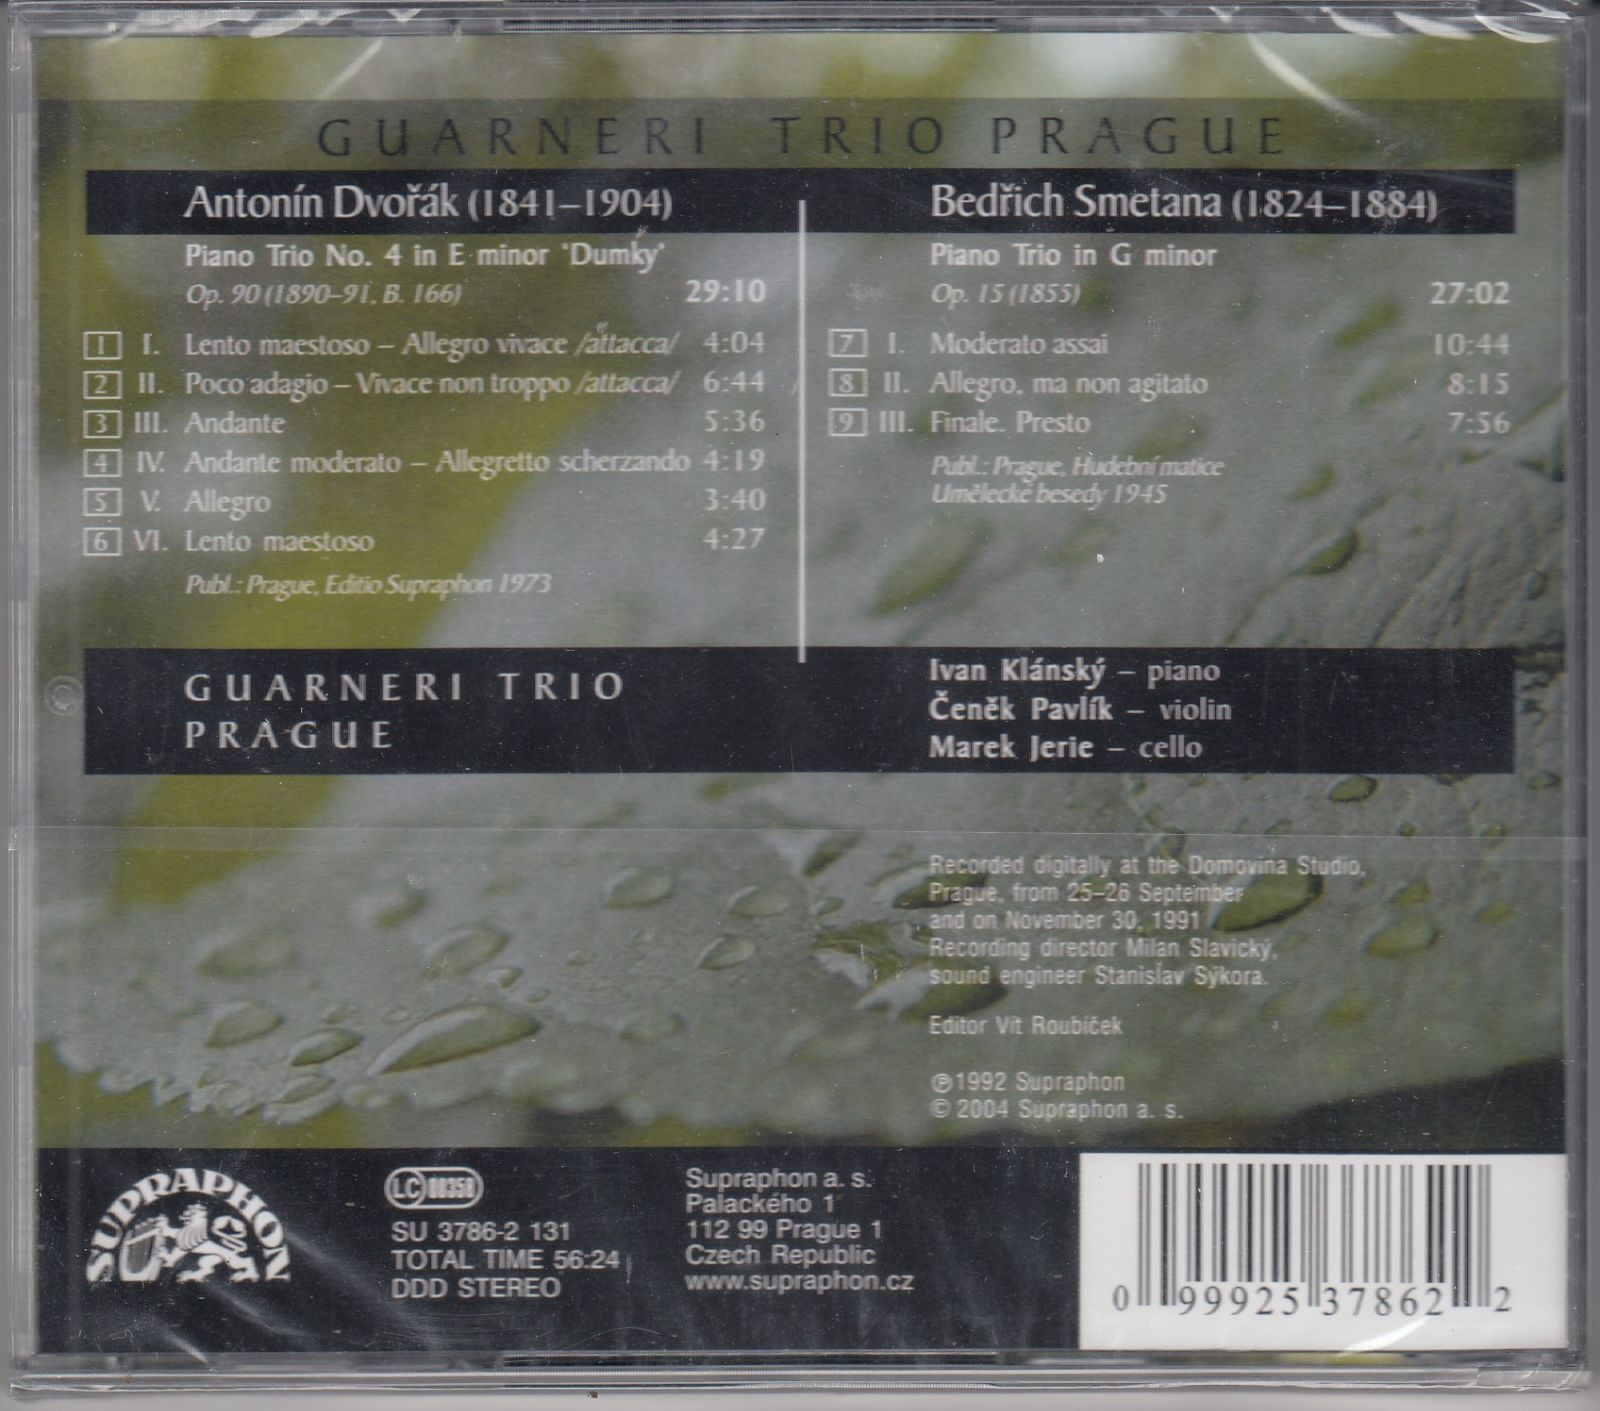 GUARNERI TRIO PRAGUE
Antonín Dvořák (1841–1904)
Piano Trio No. 4 in E minor 'Dumky'
Op. 90 (1890–91, B. 166) 29:10
1 I. Lento maestoso – Allegro vivace /attacca/ 4:04
2 II. Poco adagio – Vivace non troppo /attacca/ 6:44
3 III. Andante 5:36
4 IV. Andante moderato – Allegretto scherzando 4:19
5 V. Allegro 3:40
6 VI. Lento maestoso 4:27
Publ.: Prague, Editio Supraphon 1973
Bedřich Smetana (1824–1884)
Piano Trio in G minor
Op. 15 (1855) 27:02
7 I. Moderato assai 10:44
8 II. Allegro, ma non agitato 8:15
9 III. Finale. Presto 7:56
Publ.: Prague, Hudební matice
Umělecké besedy 1945
GUARNERI TRIO
PRAGUE
Ivan Klánský – piano
Čeněk Pavlík – violin
Marek Jerie – cello
Recorded digitally at the Domovina Studio,
Prague, from 25–26 September
and on November 30, 1991
Recording director Milan Slavický,
sound engineer Stanislav Sýkora.
Editor Vít Roubíček
℗ 1992 Supraphon
© 2004 Supraphon a. s.
SUPRAPHON
LC 00358
SU 3786-2 131
TOTAL TIME 56:24
DDD STEREO
Supraphon a. s.
Palackého 1
112 99 Prague 1
Czech Republic
www.supraphon.cz
0 99925 37862 2